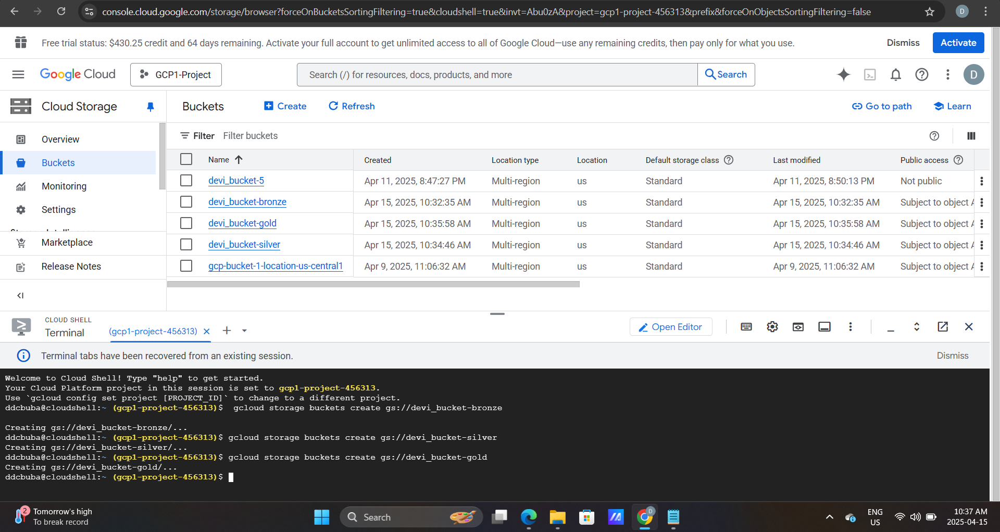 console.cloud.google.com/storage/browser?forceOnBucketsSortingFiltering=true&cloudshell=true&invt=Abu0zA&project=gcp1-project-456313&prefix&forceOnObjectsSortingFiltering=false
D
Free trial status: $430.25 credit and 64 days remaining. Activate your full account to get unlimited access to all of Google Cloud—use any remaining credits, then pay only for what you use.
Dismiss
Activate
Google Cloud
GCP1-Project
Search (/) for resources, docs, products, and more
Search
D
Cloud Storage
Buckets
Create
Refresh
Go to path
Learn
Overview
Buckets
Monitoring
Settings
Marketplace
Release Notes
Filter Filter buckets
Name Created Location type Location Default storage class Last modified Public access
devi_bucket-5 Apr 11, 2025, 8:47:27 PM Multi-region us Standard Apr 11, 2025, 8:50:13 PM Not public
devi_bucket-bronze Apr 15, 2025, 10:32:35 AM Multi-region us Standard Apr 15, 2025, 10:32:35 AM Subject to object A
devi_bucket-gold Apr 15, 2025, 10:35:58 AM Multi-region us Standard Apr 15, 2025, 10:35:58 AM Subject to object A
devi_bucket-silver Apr 15, 2025, 10:34:46 AM Multi-region us Standard Apr 15, 2025, 10:34:46 AM Subject to object A
gcp-bucket-1-location-us-central1 Apr 9, 2025, 11:06:32 AM Multi-region us Standard Apr 9, 2025, 11:06:32 AM Subject to object A
CLOUD SHELL
Terminal
(gcp1-project-456313)
Open Editor
Terminal tabs have been recovered from an existing session.
Dismiss
Welcome to Cloud Shell! Type "help" to get started.
Your Cloud Platform project in this session is set to gcp1-project-456313.
Use `gcloud config set project [PROJECT_ID]` to change to a different project.
ddcbuba@cloudshell:~ (gcp1-project-456313)$  gcloud storage buckets create gs://devi_bucket-bronze
Creating gs://devi_bucket-bronze/...
ddcbuba@cloudshell:~ (gcp1-project-456313)$ gcloud storage buckets create gs://devi_bucket-silver
Creating gs://devi_bucket-silver/...
ddcbuba@cloudshell:~ (gcp1-project-456313)$ gcloud storage buckets create gs://devi_bucket-gold
Creating gs://devi_bucket-gold/...
ddcbuba@cloudshell:~ (gcp1-project-456313)$
2
Tomorrow's high
To break record
Search
D
ENG
US
10:37 AM
2025-04-15